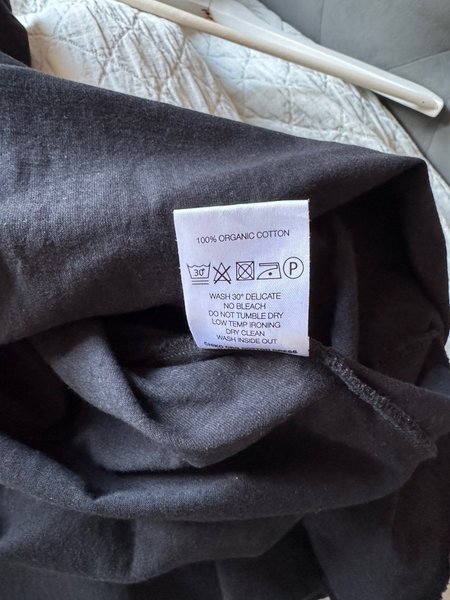 100% ORGANIC COTTON
30° P
WASH 30° DELICATE
NO BLEACH
DO NOT TUMBLE DRY
LOW TEMP IRONING
DRY CLEAN
WASH INSIDE OUT